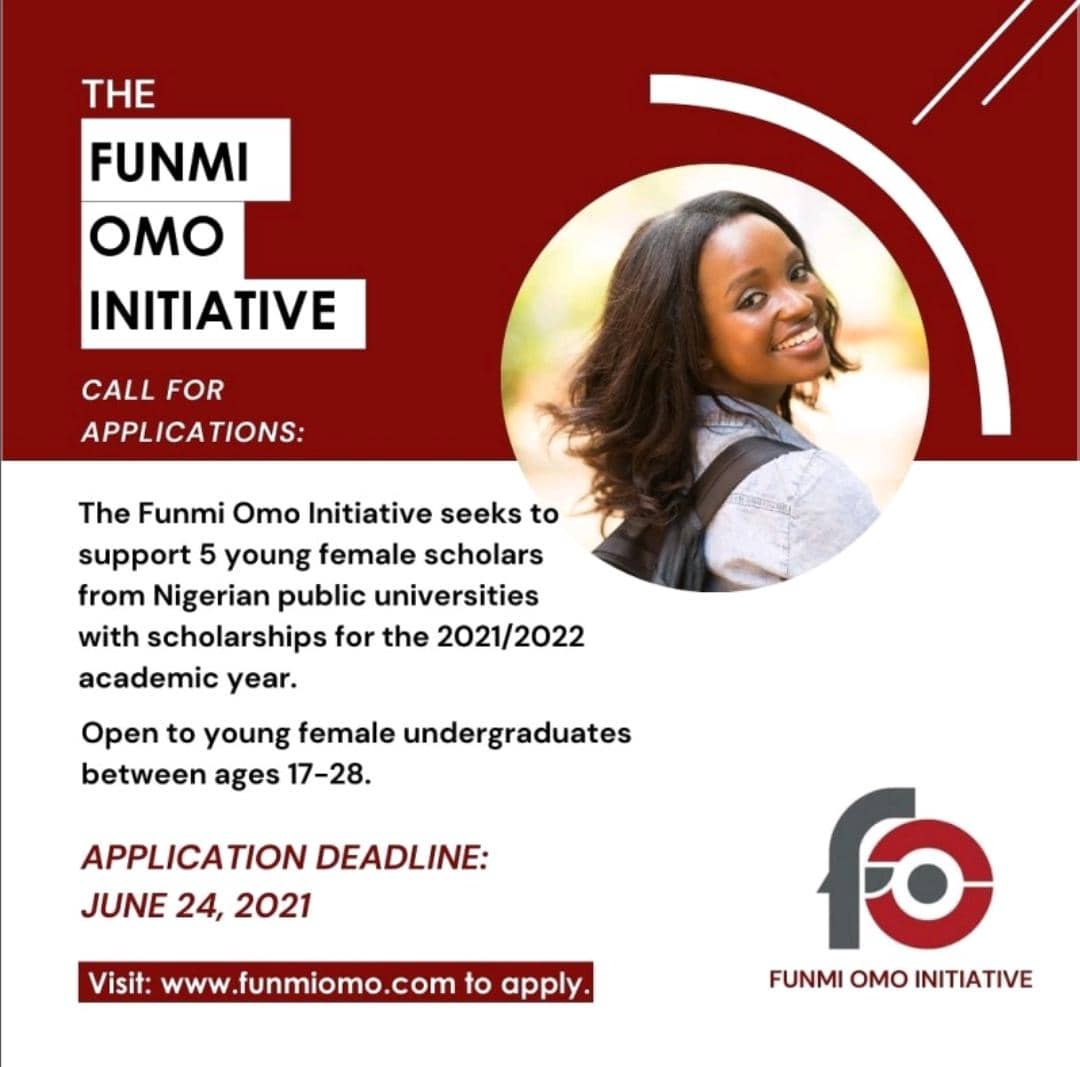 THE
FUNMI
OMO
INITIATIVE
CALL FOR
APPLICATIONS:
The Funmi Omo Initiative seeks to
support 5 young female scholars
from Nigerian public universities
with scholarships for the 2021/2022
academic year.
Open to young female undergraduates
between ages 17-28.
APPLICATION DEADLINE:
JUNE 24, 2021
Visit: www.funmiomo.com to apply.
fo
FUNMI OMO INITIATIVE